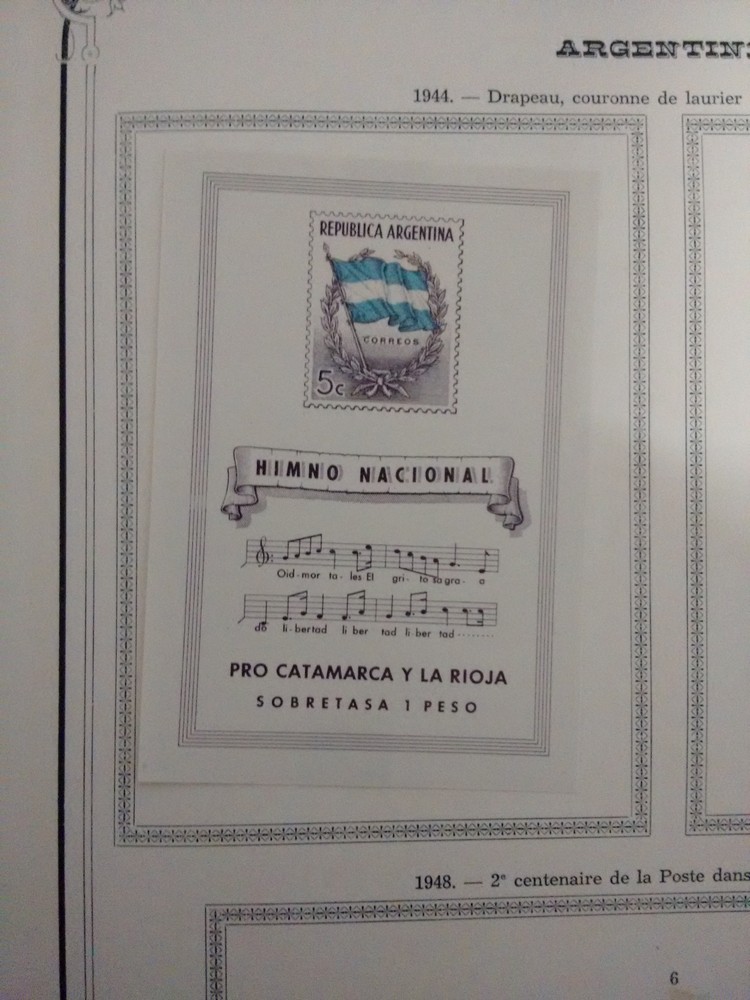 ARGENTIN
1944. — Drapeau, couronne de laurier
REPUBLICA ARGENTINA
CORREOS
5c
HIMNO NACIONAL
Oid-mor ta- les El gri- to sa gra- a
do li-bertad li ber tad li ber tad--------
PRO CATAMARCA Y LA RIOJA
SOBRETASA 1 PESO
1948. — 2e centenaire de la Poste dans
6